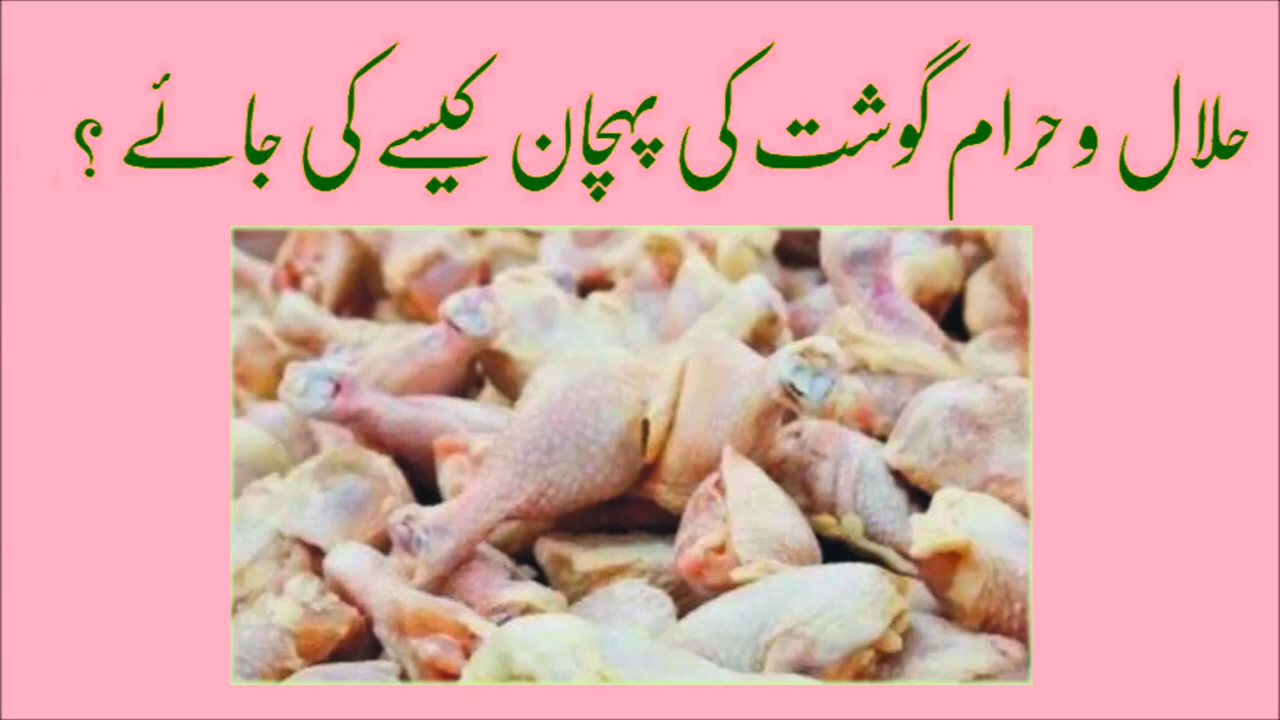 حلال و حرام گوشت کی پہچان کیسے کی جائے ؟